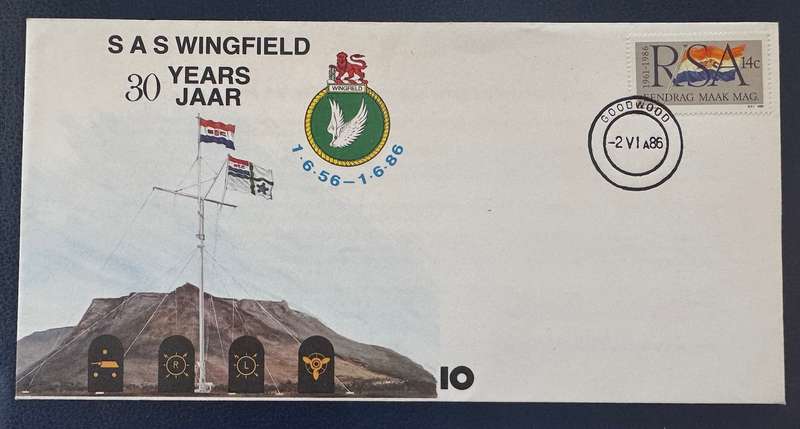 S A S WINGFIELD
30 YEARS
JAAR
WINGFIELD
1·6·56–1·6·86
1961-1986
RSA 14c
EENDRAG MAAK MAG
GOODWOOD
-2 VI A86
R
L
10